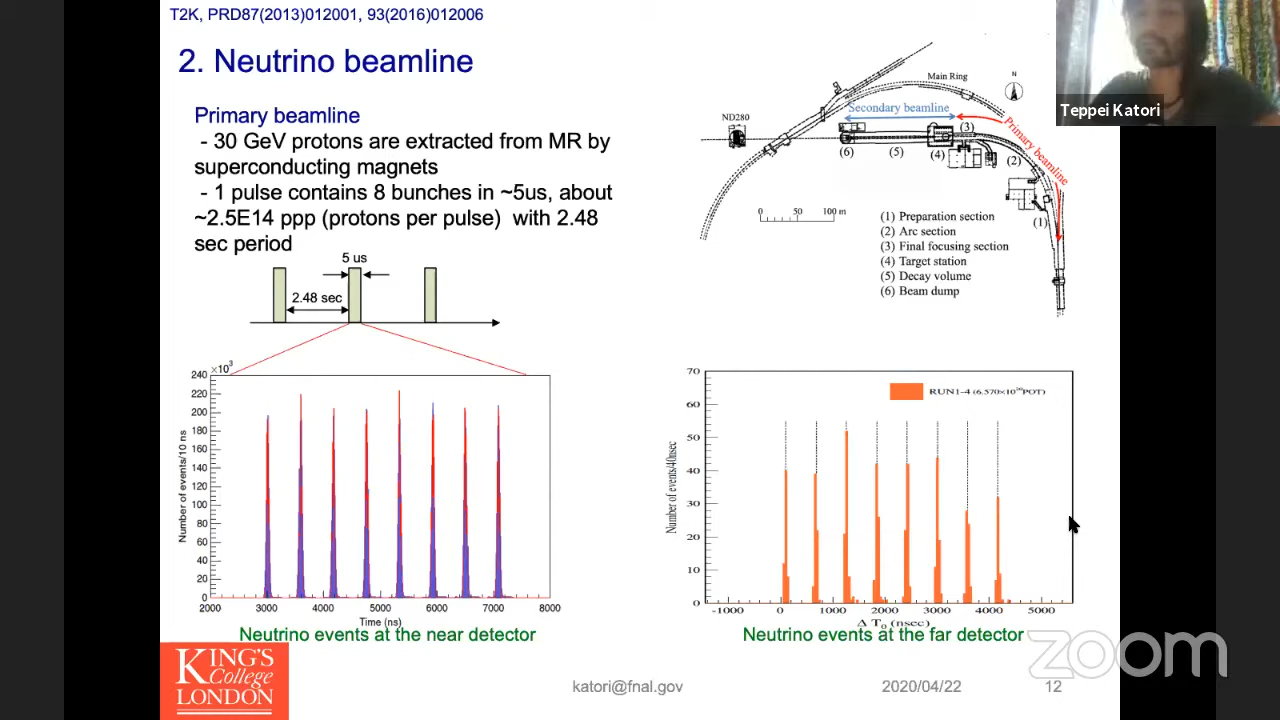 T2K, PRD87(2013)012001, 93(2016)012006
2. Neutrino beamline
Primary beamline
- 30 GeV protons are extracted from MR by
superconducting magnets
- 1 pulse contains 8 bunches in ~5us, about
~2.5E14 ppp (protons per pulse) with 2.48
sec period
5 us
2.48 sec
Main Ring
N
Secondary beamline
Primary beamline
ND280
(6)
(5)
(4)
(3)
(2)
(1)
0 50 100 m
(1) Preparation section
(2) Arc section
(3) Final focusing section
(4) Target station
(5) Decay volume
(6) Beam dump
Teppei Katori
×10³
240
220
200
180
160
140
120
100
80
60
40
20
0
Number of events/10 ns
2000 3000 4000 5000 6000 7000 8000
Time (ns)
Neutrino events at the near detector
70
60
50
40
30
20
10
0
Number of events/40nsec
RUN1-4 (6.570×10²⁰POT)
-1000 0 1000 2000 3000 4000 5000
Δ T₀ (nsec)
Neutrino events at the far detector
KING'S
College
LONDON
katori@fnal.gov
2020/04/22
12
zoom